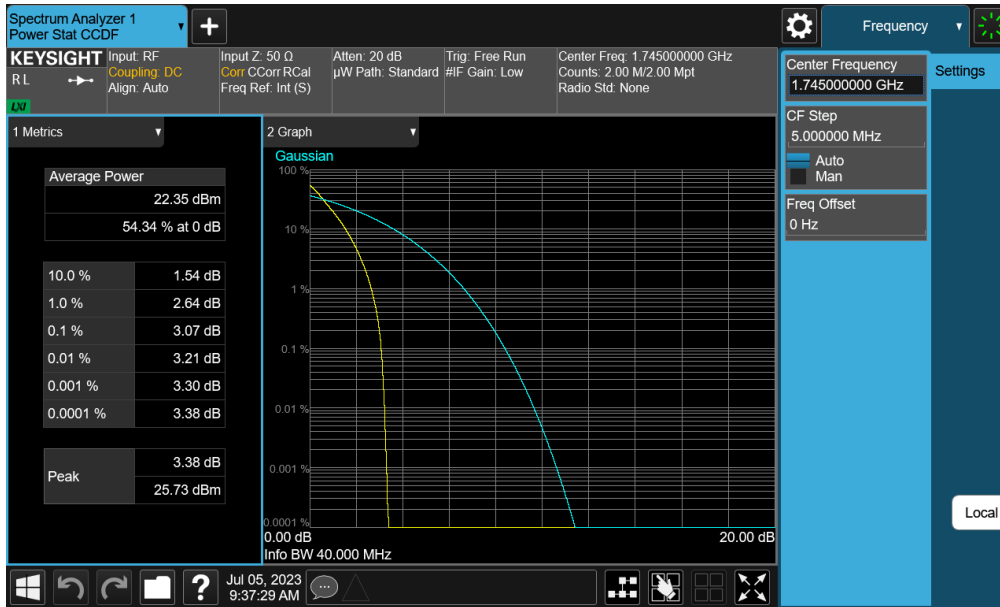 Spectrum Analyzer 1
Power Stat CCDF
Frequency
KEYSIGHT
R L
LXI
Input: RF
Coupling: DC
Align: Auto
Input Z: 50 Ω
Corr CCorr RCal
Freq Ref: Int (S)
Atten: 20 dB
µW Path: Standard
Trig: Free Run
#IF Gain: Low
Center Freq: 1.745000000 GHz
Counts: 2.00 M/2.00 Mpt
Radio Std: None
Center Frequency
1.745000000 GHz
Settings
CF Step
5.000000 MHz
Auto
Man
Freq Offset
0 Hz
Local
1 Metrics
Average Power
22.35 dBm
54.34 % at 0 dB
10.0 % 1.54 dB
1.0 % 2.64 dB
0.1 % 3.07 dB
0.01 % 3.21 dB
0.001 % 3.30 dB
0.0001 % 3.38 dB
Peak
3.38 dB
25.73 dBm
2 Graph
Gaussian
100 %
10 %
1 %
0.1 %
0.01 %
0.001 %
0.0001 %
0.00 dB 20.00 dB
Info BW 40.000 MHz
?
Jul 05, 2023
9:37:29 AM